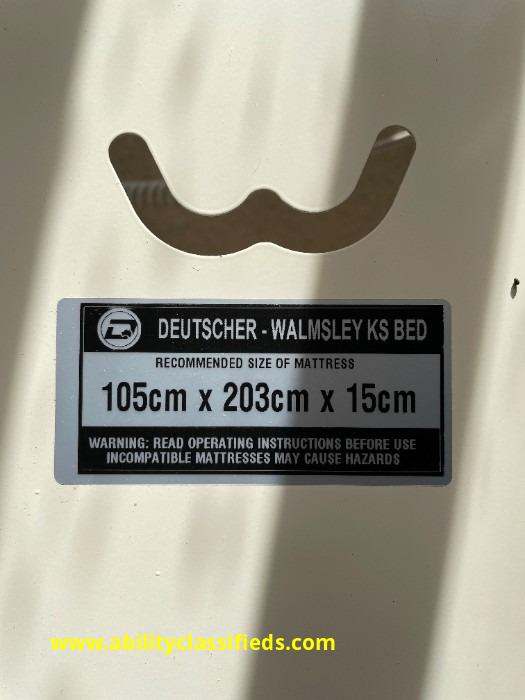 DEUTSCHER - WALMSLEY KS BED
RECOMMENDED SIZE OF MATTRESS
105cm x 203cm x 15cm
WARNING: READ OPERATING INSTRUCTIONS BEFORE USE
INCOMPATIBLE MATTRESSES MAY CAUSE HAZARDS
www.abilityclassifieds.com